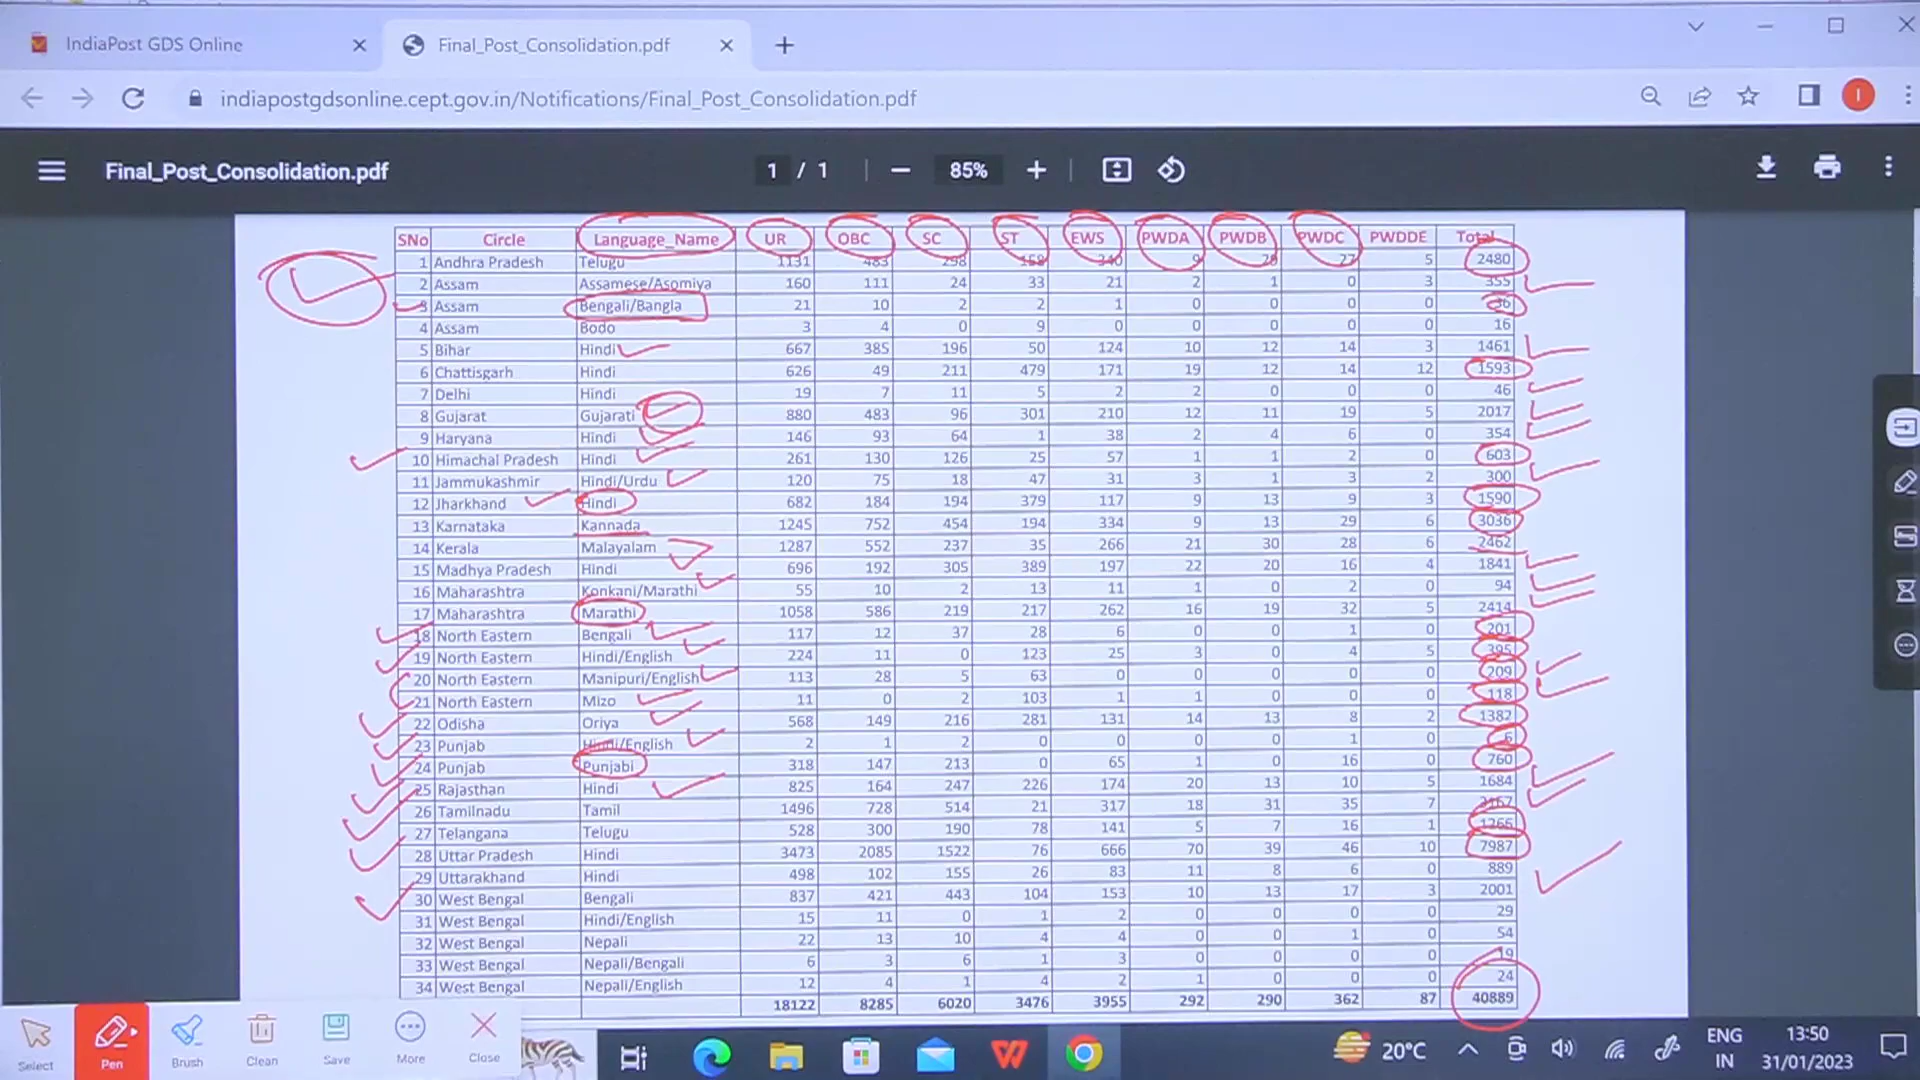 IndiaPost GDS Online
Final_Post_Consolidation.pdf
indiapostgdsonline.cept.gov.in/Notifications/Final_Post_Consolidation.pdf
I
Final_Post_Consolidation.pdf
1 / 1
85%
SNo Circle Language_Name UR OBC SC ST EWS PWDA PWDB PWDC PWDDE Total
1 Andhra Pradesh Telugu 1131 483 298 158 340 9 28 27 5 2480
2 Assam Assamese/Asomiya 160 111 24 33 21 2 1 0 3 355
3 Assam Bengali/Bangla 21 10 2 2 1 0 0 0 0 36
4 Assam Bodo 3 4 0 9 0 0 0 0 0 16
5 Bihar Hindi 667 385 196 50 124 10 12 14 3 1461
6 Chattisgarh Hindi 626 49 211 479 171 19 12 14 12 1593
7 Delhi Hindi 19 7 11 5 2 2 0 0 0 46
8 Gujarat Gujarati 880 483 96 301 210 12 11 19 5 2017
9 Haryana Hindi 146 93 64 1 38 2 4 6 0 354
10 Himachal Pradesh Hindi 261 130 126 25 57 1 1 2 0 603
11 Jammukashmir Hindi/Urdu 120 75 18 47 31 3 1 3 2 300
12 Jharkhand Hindi 682 184 194 379 117 9 13 9 3 1590
13 Karnataka Kannada 1245 752 454 194 334 9 13 29 6 3036
14 Kerala Malayalam 1287 552 237 35 266 21 30 28 6 2462
15 Madhya Pradesh Hindi 696 192 305 389 197 22 20 16 4 1841
16 Maharashtra Konkani/Marathi 55 10 2 13 11 1 0 2 0 94
17 Maharashtra Marathi 1058 586 219 217 262 16 19 32 5 2414
18 North Eastern Bengali 117 12 37 28 6 0 0 1 0 201
19 North Eastern Hindi/English 224 11 0 123 25 3 0 4 5 395
20 North Eastern Manipuri/English 113 28 5 63 0 0 0 0 0 209
21 North Eastern Mizo 11 0 2 103 1 1 0 0 0 118
22 Odisha Oriya 568 149 216 281 131 14 13 8 2 1382
23 Punjab Hindi/English 2 1 2 0 0 0 0 1 0 6
24 Punjab Punjabi 318 147 213 0 65 1 0 16 0 760
25 Rajasthan Hindi 825 164 247 226 174 20 13 10 5 1684
26 Tamilnadu Tamil 1496 728 514 21 317 18 31 35 7 3167
27 Telangana Telugu 528 300 190 78 141 5 7 16 1 1266
28 Uttar Pradesh Hindi 3473 2085 1522 76 666 70 39 46 10 7987
29 Uttarakhand Hindi 498 102 155 26 83 11 8 6 0 889
30 West Bengal Bengali 837 421 443 104 153 10 13 17 3 2001
31 West Bengal Hindi/English 15 11 0 1 2 0 0 0 0 29
32 West Bengal Nepali 22 13 10 4 4 0 0 1 0 54
33 West Bengal Nepali/Bengali 6 3 6 1 3 0 0 0 0 19
34 West Bengal Nepali/English 12 4 1 4 2 1 0 0 0 24
18122 8285 6020 3476 3955 292 290 362 87 40889
Select Pen Brush Clean Save More Close
20°C
ENG
IN
13:50
31/01/2023